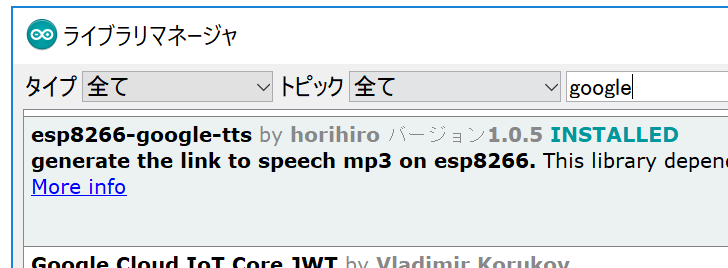 ライブラリマネージャ
タイプ 全て トピック 全て google
esp8266-google-tts by horihiro バージョン1.0.5 INSTALLED
generate the link to speech mp3 on esp8266. This library depen
More info
Google Cloud IoT Core JWT by Vladimir Korukov